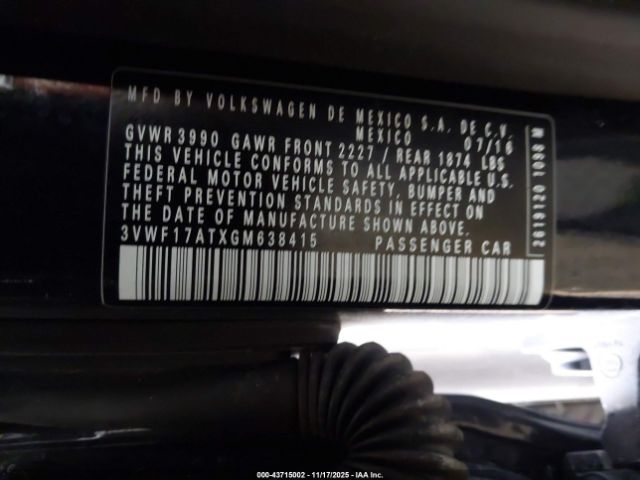 MFD BY VOLKSWAGEN DE MEXICO S.A. DE C.V.
MEXICO 07/16
GVWR 3990 GAWR FRONT 2227 / REAR 1874 LBS
THIS VEHICLE CONFORMS TO ALL APPLICABLE U.S.
FEDERAL MOTOR VEHICLE SAFETY, BUMPER AND
THEFT PREVENTION STANDARDS IN EFFECT ON
THE DATE OF MANUFACTURE SHOWN ABOVE.
3VWF17ATXGM638415 PASSENGER CAR
000-43715002 - 11/17/2025 - IAA Inc.